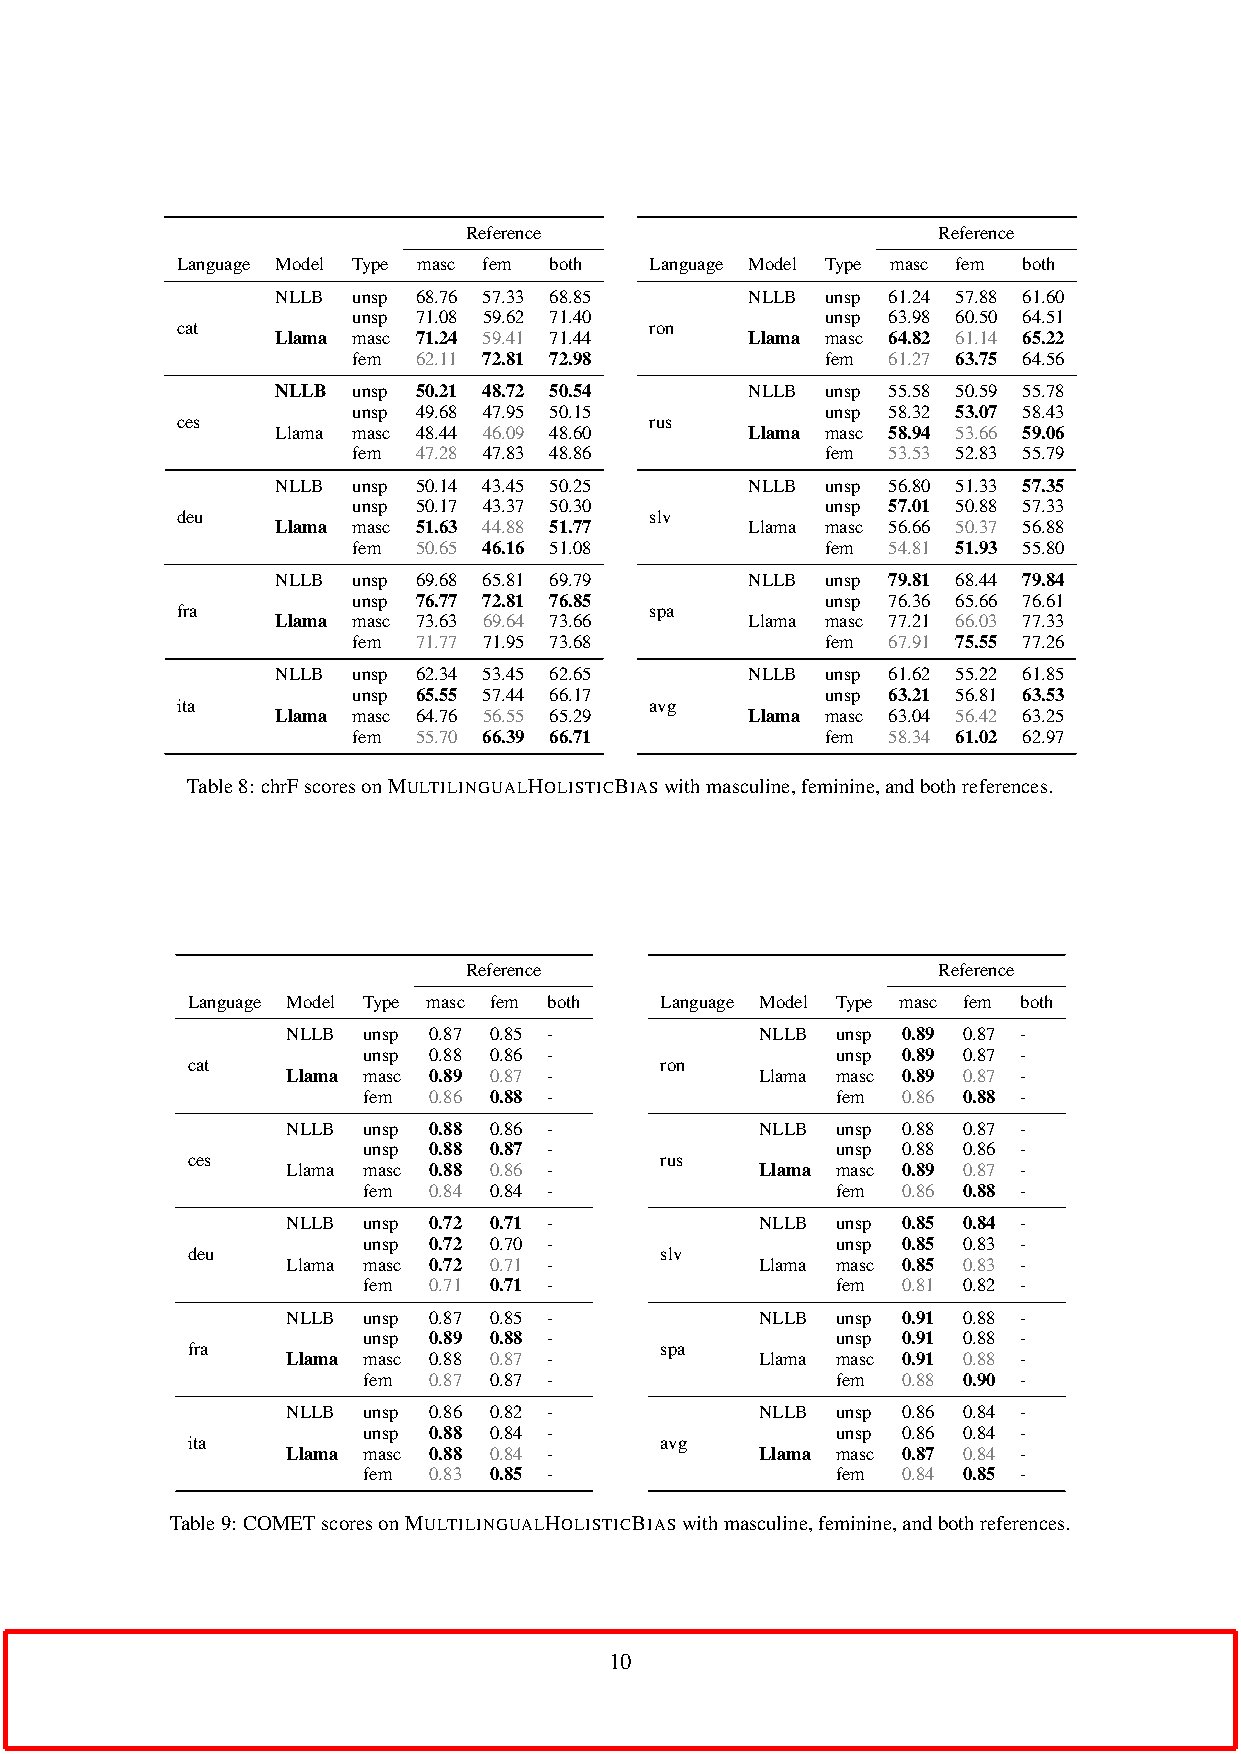 Reference
Language Model Type masc fem both
cat
NLLB unsp 68.76 57.33 68.85
Llama
unsp 71.08 59.62 71.40
masc 71.24 59.41 71.44
fem 62.11 72.81 72.98
ces
NLLB unsp 50.21 48.72 50.54
Llama
unsp 49.68 47.95 50.15
masc 48.44 46.09 48.60
fem 47.28 47.83 48.86
deu
NLLB unsp 50.14 43.45 50.25
Llama
unsp 50.17 43.37 50.30
masc 51.63 44.88 51.77
fem 50.65 46.16 51.08
fra
NLLB unsp 69.68 65.81 69.79
Llama
unsp 76.77 72.81 76.85
masc 73.63 69.64 73.66
fem 71.77 71.95 73.68
ita
NLLB unsp 62.34 53.45 62.65
Llama
unsp 65.55 57.44 66.17
masc 64.76 56.55 65.29
fem 55.70 66.39 66.71
Reference
Language Model Type masc fem both
ron
NLLB unsp 61.24 57.88 61.60
Llama
unsp 63.98 60.50 64.51
masc 64.82 61.14 65.22
fem 61.27 63.75 64.56
rus
NLLB unsp 55.58 50.59 55.78
Llama
unsp 58.32 53.07 58.43
masc 58.94 53.66 59.06
fem 53.53 52.83 55.79
slv
NLLB unsp 56.80 51.33 57.35
Llama
unsp 57.01 50.88 57.33
masc 56.66 50.37 56.88
fem 54.81 51.93 55.80
spa
NLLB unsp 79.81 68.44 79.84
Llama
unsp 76.36 65.66 76.61
masc 77.21 66.03 77.33
fem 67.91 75.55 77.26
avg
NLLB unsp 61.62 55.22 61.85
Llama
unsp 63.21 56.81 63.53
masc 63.04 56.42 63.25
fem 58.34 61.02 62.97
Table 8: chrF scores on MULTILINGUALHOLISTICBIAS with masculine, feminine, and both references.
Reference
Language Model Type masc fem both
cat
NLLB unsp 0.87 0.85 -
Llama
unsp 0.88 0.86 -
masc 0.89 0.87 -
fem 0.86 0.88 -
ces
NLLB unsp 0.88 0.86 -
Llama
unsp 0.88 0.87 -
masc 0.88 0.86 -
fem 0.84 0.84 -
deu
NLLB unsp 0.72 0.71 -
Llama
unsp 0.72 0.70 -
masc 0.72 0.71 -
fem 0.71 0.71 -
fra
NLLB unsp 0.87 0.85 -
Llama
unsp 0.89 0.88 -
masc 0.88 0.87 -
fem 0.87 0.87 -
ita
NLLB unsp 0.86 0.82 -
Llama
unsp 0.88 0.84 -
masc 0.88 0.84 -
fem 0.83 0.85 -
Reference
Language Model Type masc fem both
ron
NLLB unsp 0.89 0.87 -
Llama
unsp 0.89 0.87 -
masc 0.89 0.87 -
fem 0.86 0.88 -
rus
NLLB unsp 0.88 0.87 -
Llama
unsp 0.88 0.86 -
masc 0.89 0.87 -
fem 0.86 0.88 -
slv
NLLB unsp 0.85 0.84 -
Llama
unsp 0.85 0.83 -
masc 0.85 0.83 -
fem 0.81 0.82 -
spa
NLLB unsp 0.91 0.88 -
Llama
unsp 0.91 0.88 -
masc 0.91 0.88 -
fem 0.88 0.90 -
avg
NLLB unsp 0.86 0.84 -
Llama
unsp 0.86 0.84 -
masc 0.87 0.84 -
fem 0.84 0.85 -
Table 9: COMET scores on MULTILINGUALHOLISTICBIAS with masculine, feminine, and both references.
10